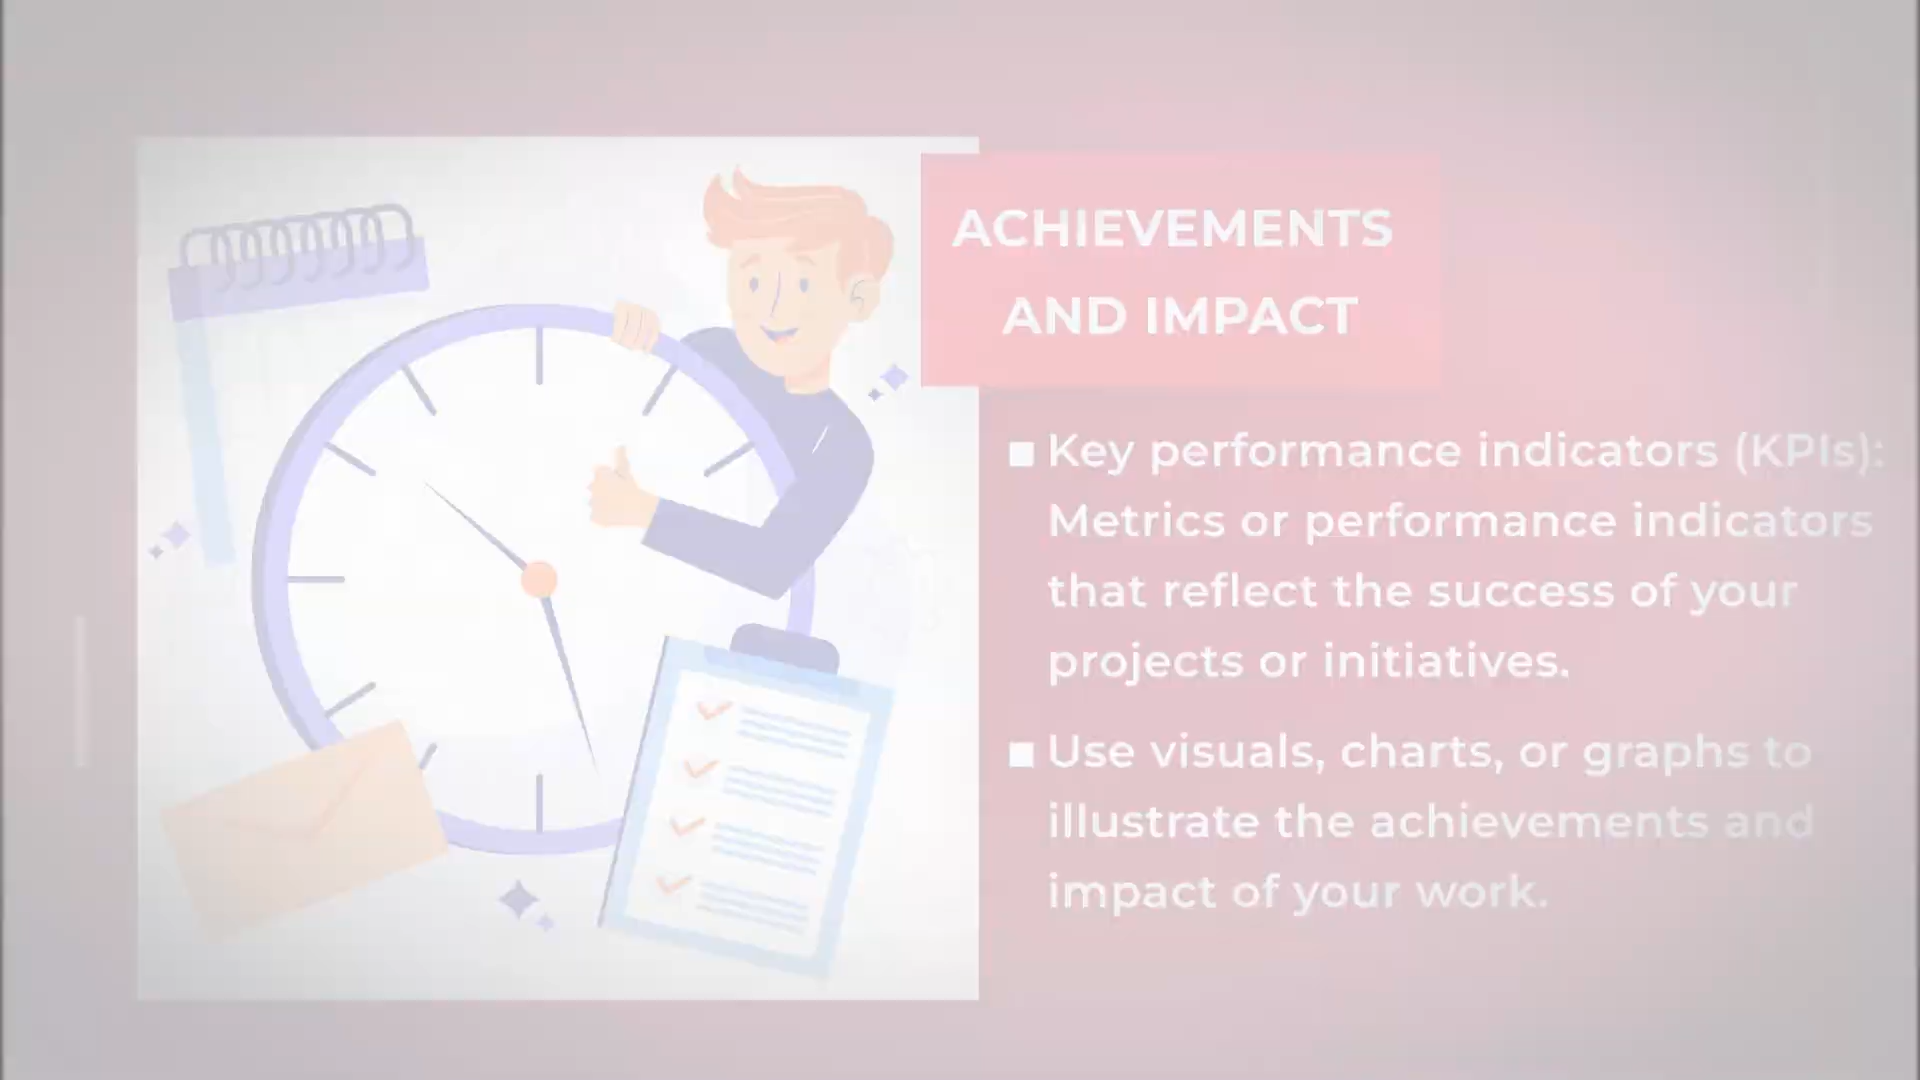 ACHIEVEMENTS
AND IMPACT
Key performance indicators (KPIs):
Metrics or performance indicators
that reflect the success of your
projects or initiatives.
Use visuals, charts, or graphs to
illustrate the achievements and
impact of your work.